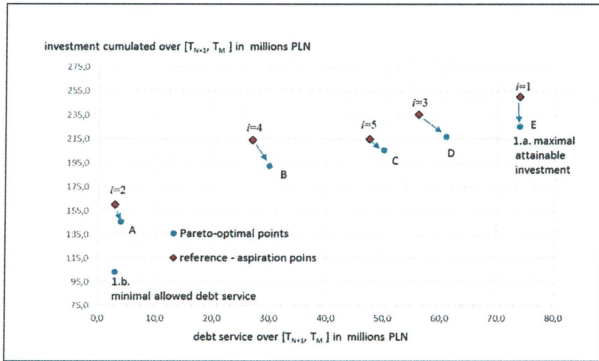 investment cumulated over [T_{N+1}, T_M] in millions PLN
275,0
255,0
235,0
215,0
195,0
175,0
155,0
135,0
115,0
95,0
75,0
i=1
i=3
i=5
i=4
i=2
E
D
C
B
A
1.a. maximal
attainable
investment
Pareto-optimal points
reference - aspiration poins
1.b.
minimal allowed debt service
0,0 10,0 20,0 30,0 40,0 50,0 60,0 70,0 80,0
debt service over [T_{N+1}, T_M] in millions PLN